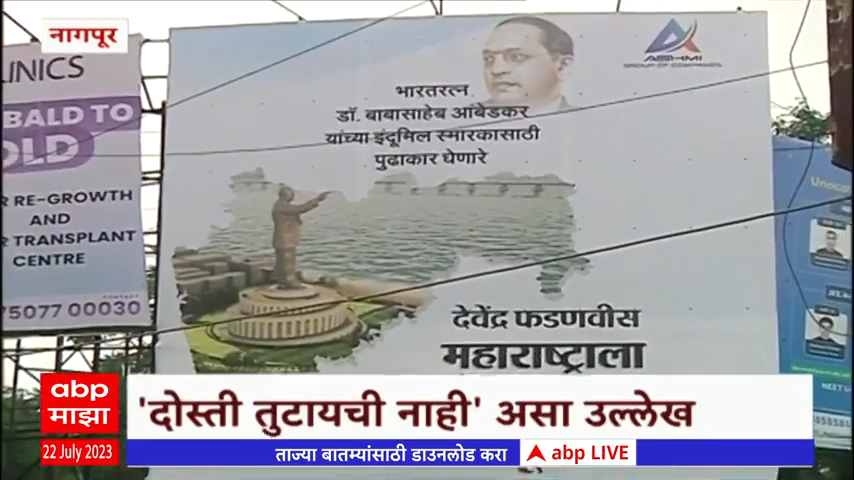 नागपूर
LINICS
BALD TO
OLD
RE-GROWTH
AND
TRANSPLANT
CENTRE
CONTACT
75077 00030
ASHMI
GROUP OF COMPANIES
भारतरत्न
डॉ. बाबासाहेब आंबेडकर
यांच्या इंदूमिल स्मारकासाठी
पुढाकार घेणारे
देवेंद्र फडणवीस
महाराष्ट्राला
abp
माझा
22 July 2023
'दोस्ती तुटायची नाही' असा उल्लेख
ताज्या बातम्यांसाठी डाउनलोड करा
abp LIVE